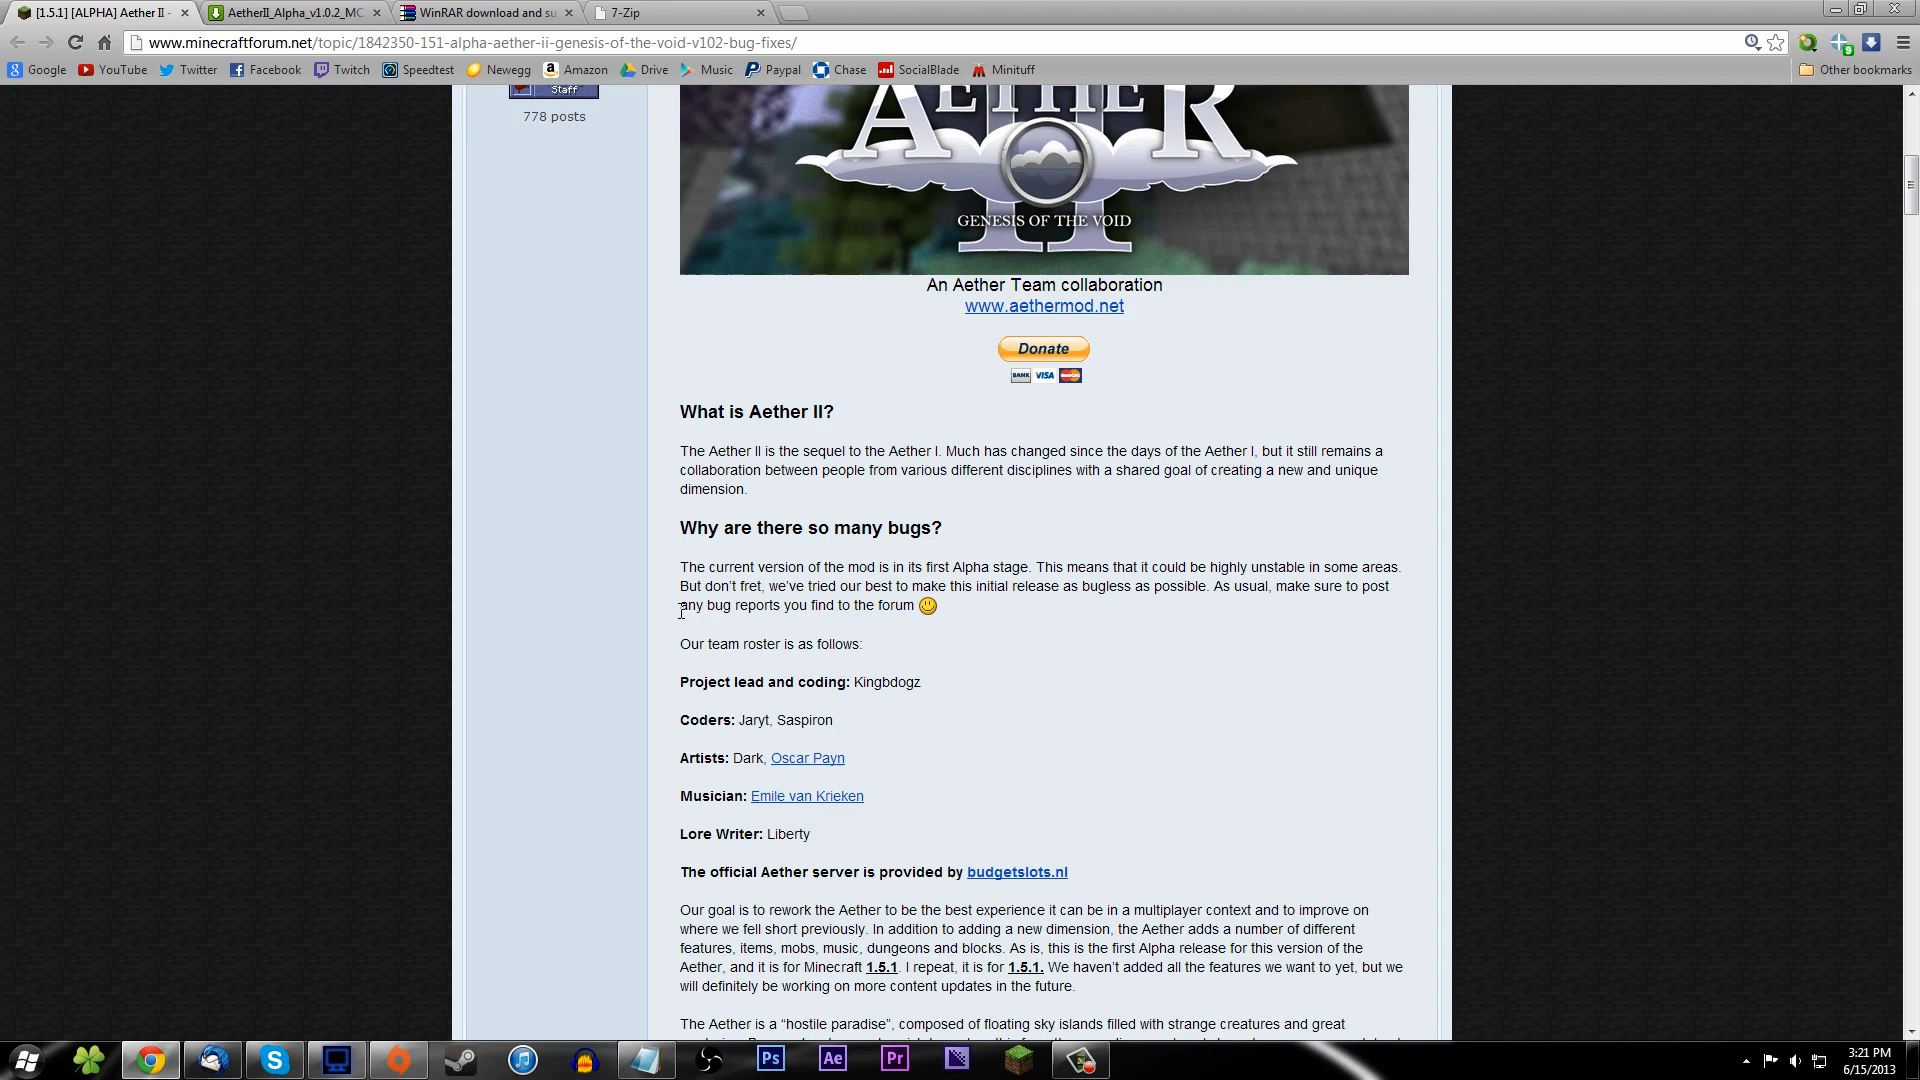 [1.5.1] [ALPHA] Aether II -
AetherII_Alpha_v1.0.2_MC
WinRAR download and su
7-Zip
www.minecraftforum.net/topic/1842350-151-alpha-aether-ii-genesis-of-the-void-v102-bug-fixes/
Google
YouTube
Twitter
Facebook
Twitch
Speedtest
Newegg
Amazon
Drive
Music
Paypal
Chase
SocialBlade
Minituff
Other bookmarks
Staff
778 posts
AETHER
II
GENESIS OF THE VOID
An Aether Team collaboration
www.aethermod.net
Donate
BANK VISA
What is Aether II?
The Aether II is the sequel to the Aether I. Much has changed since the days of the Aether I, but it still remains a
collaboration between people from various different disciplines with a shared goal of creating a new and unique
dimension.
Why are there so many bugs?
The current version of the mod is in its first Alpha stage. This means that it could be highly unstable in some areas.
But don't fret, we've tried our best to make this initial release as bugless as possible. As usual, make sure to post
any bug reports you find to the forum
Our team roster is as follows:
Project lead and coding: Kingbdogz
Coders: Jaryt, Saspiron
Artists: Dark, Oscar Payn
Musician: Emile van Krieken
Lore Writer: Liberty
The official Aether server is provided by budgetslots.nl
Our goal is to rework the Aether to be the best experience it can be in a multiplayer context and to improve on
where we fell short previously. In addition to adding a new dimension, the Aether adds a number of different
features, items, mobs, music, dungeons and blocks. As is, this is the first Alpha release for this version of the
Aether, and it is for Minecraft 1.5.1. I repeat, it is for 1.5.1. We haven't added all the features we want to yet, but we
will definitely be working on more content updates in the future.
The Aether is a “hostile paradise”, composed of floating sky islands filled with strange creatures and great
Ps
Ae
Pr
3:21 PM
6/15/2013